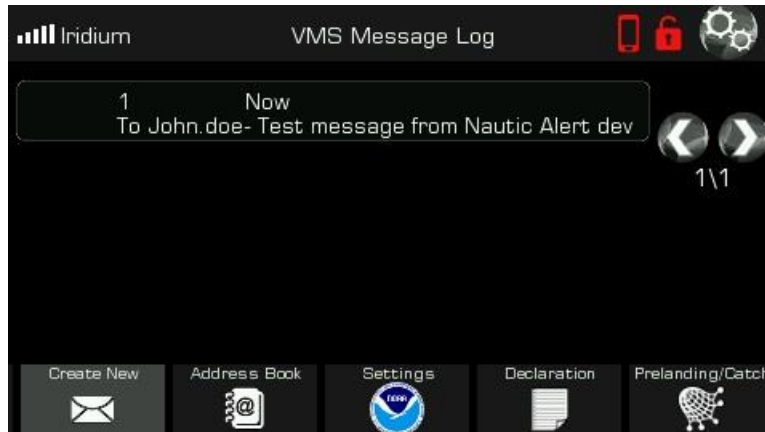 Iridium
VMS Message Log
1 Now
To John.doe- Test message from Nautic Alert dev
1\1
Create New
Address Book
Settings
Declaration
Prelanding/Catch
@
NOAA